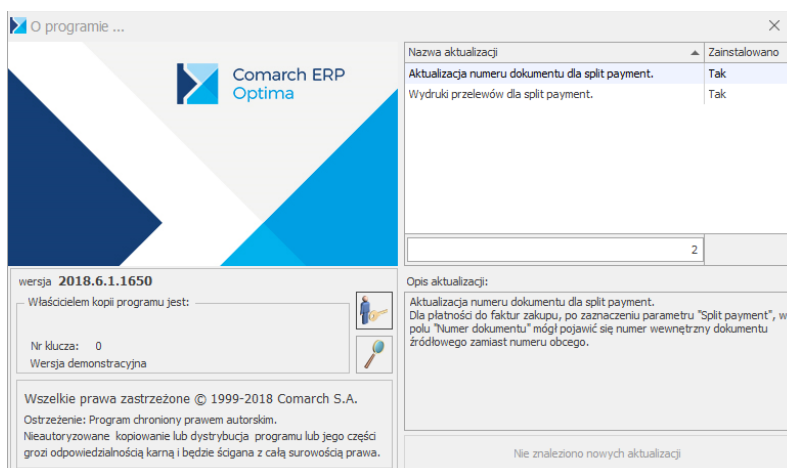 O programie ...
Comarch ERP
Optima
wersja 2018.6.1.1650
Właścicielem kopii programu jest:
Nr klucza: 0
Wersja demonstracyjna
Wszelkie prawa zastrzeżone © 1999-2018 Comarch S.A.
Ostrzeżenie: Program chroniony prawem autorskim.
Nieautoryzowane kopiowanie lub dystrybucja programu lub jego części
grozi odpowiedzialnością karną i będzie ścigana z całą surowością prawa.
Nazwa aktualizacji Zainstalowano
Aktualizacja numeru dokumentu dla split payment. Tak
Wydruki przelewów dla split payment. Tak
2
Opis aktualizacji:
Aktualizacja numeru dokumentu dla split payment.
Dla płatności do faktur zakupu, po zaznaczeniu parametru "Split payment", w
polu "Numer dokumentu" mógł pojawić się numer wewnętrzny dokumentu
źródłowego zamiast numeru obcego.
Nie znaleziono nowych aktualizacji